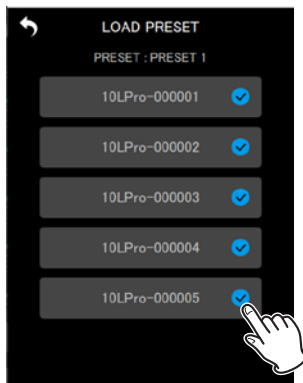 LOAD PRESET
PRESET : PRESET 1
10LPro-000001
10LPro-000002
10LPro-000003
10LPro-000004
10LPro-000005